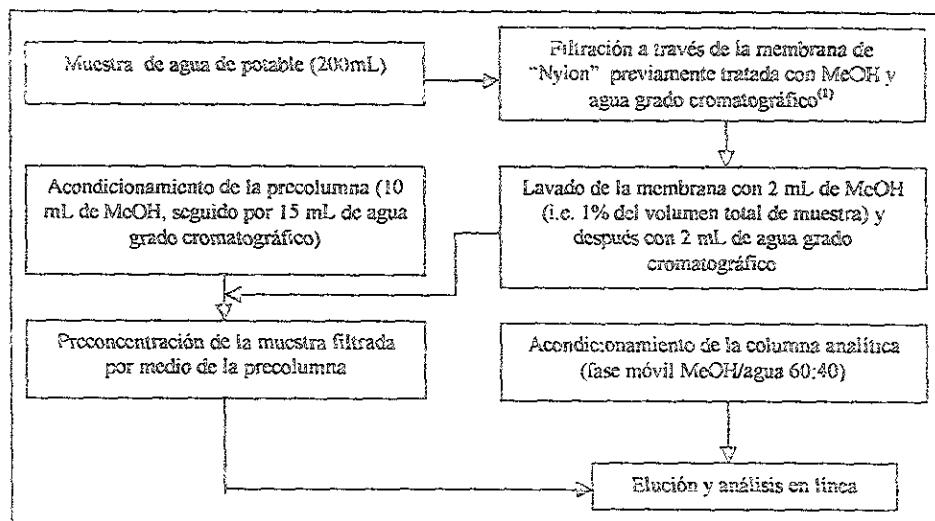 Muestra de agua de potable (200mL)
Filtración a través de la membrana de
“Nylon” previamente tratada con MeOH y
agua grado cromatográfico(1)
Acondicionamiento de la precolumna (10
mL de MeOH, seguido por 15 mL de agua
grado cromatográfico)
Lavado de la membrana con 2 mL de MeOH
(i.e. 1% del volumen total de muestra) y
después con 2 mL de agua grado
cromatográfico
Preconcentración de la muestra filtrada
por medio de la precolumna
Acondicionamiento de la columna analítica
(fase móvil MeOH/agua 60:40)
Elución y análisis en línea